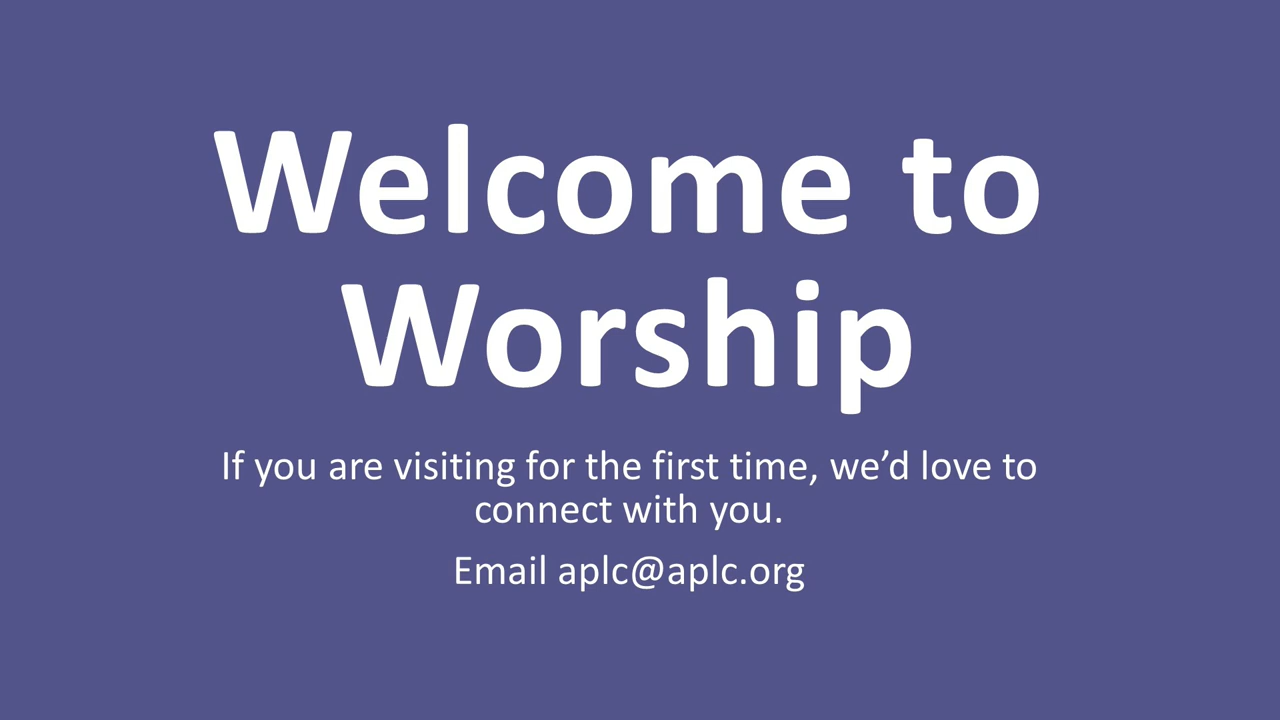 Welcome to
Worship
If you are visiting for the first time, we’d love to
connect with you.
Email aplc@aplc.org